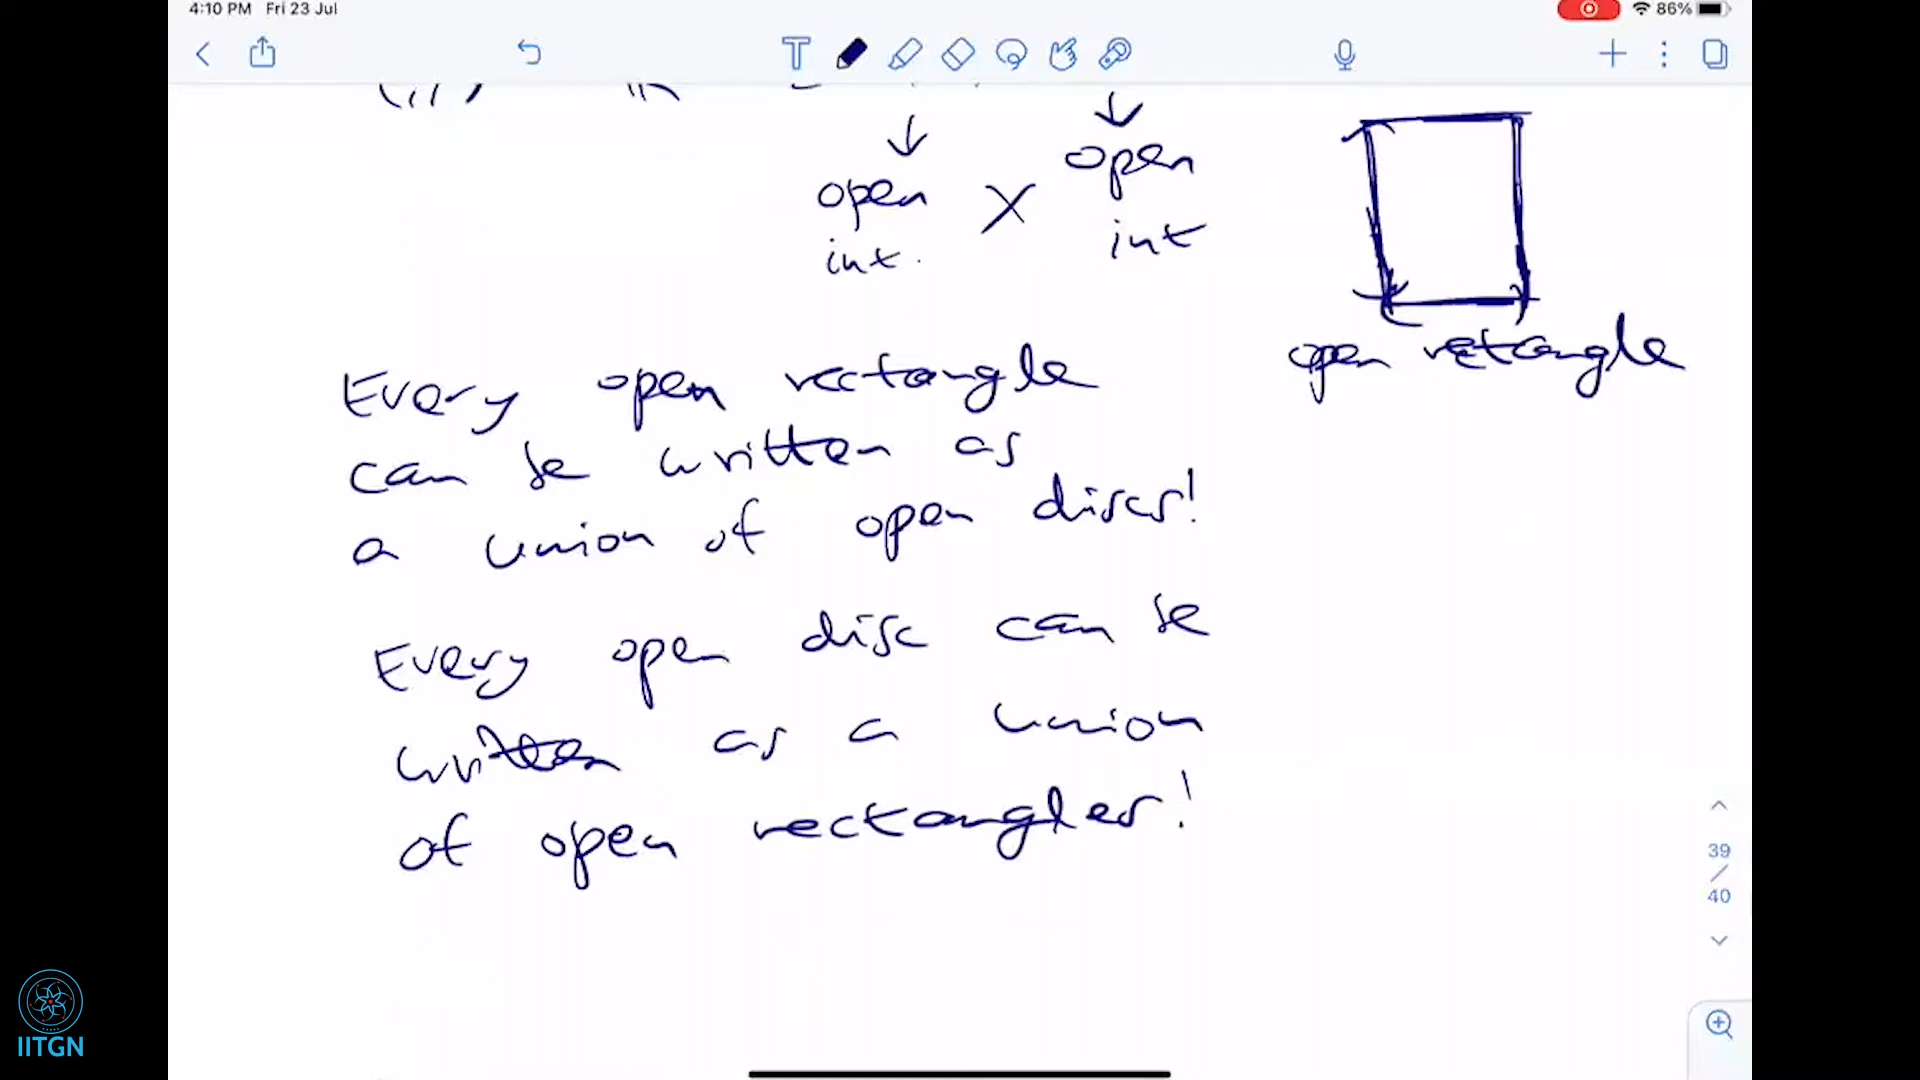 4:10 PM Fri 23 Jul
86%
open × open
int. int
open rectangle
Every open rectangle
can be written as
a union of open discs!
Every open disc can be
written as a union
of open rectangles!
39
/
40
IITGN